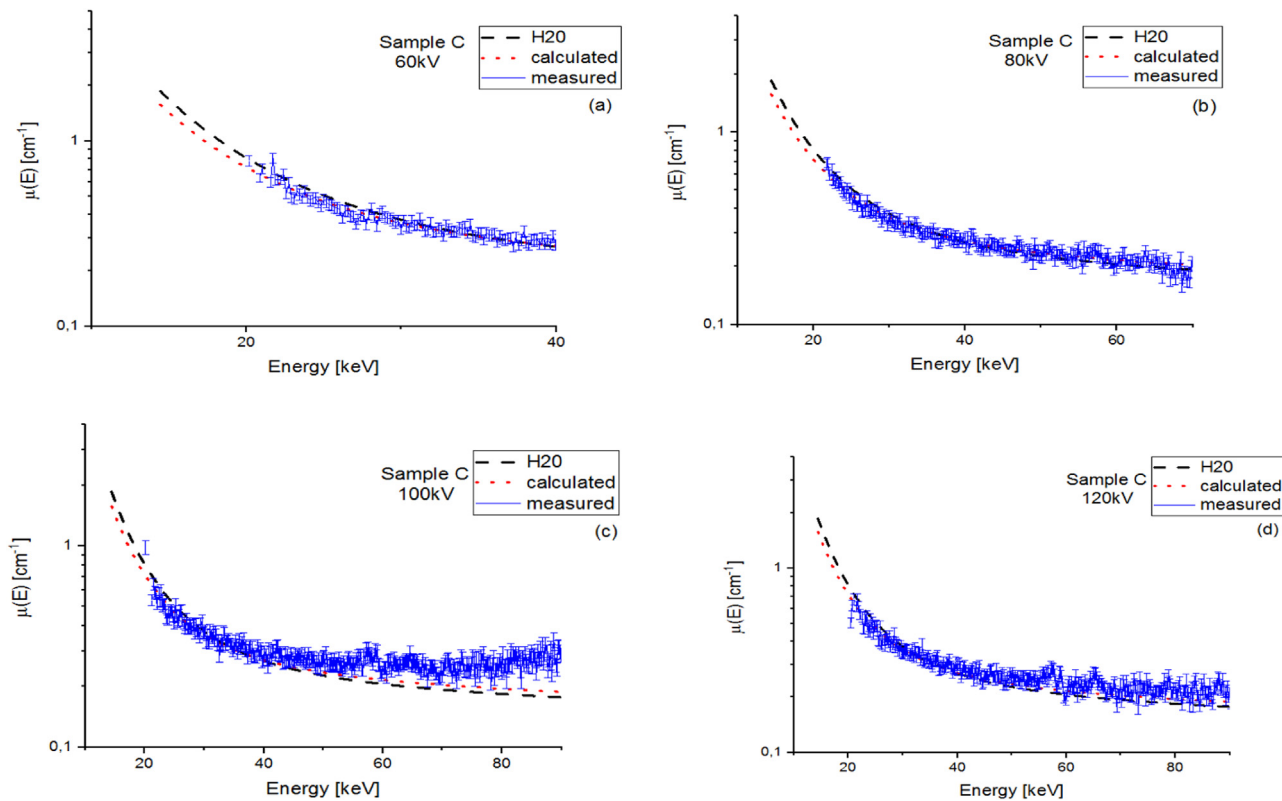 Sample C
60kV
H20
calculated
measured
(a)
μ(E) [cm⁻¹]
1
0,1
20
40
Energy [keV]
Sample C
80kV
H20
calculated
measured
(b)
μ(E) [cm⁻¹]
1
0,1
20
40
60
Energy [keV]
Sample C
100kV
H20
calculated
measured
(c)
μ(E) [cm⁻¹]
1
0,1
20
40
60
80
Energy [keV]
Sample C
120kV
H20
calculated
measured
(d)
μ(E) [cm⁻¹]
1
0,1
20
40
60
80
Energy [keV]